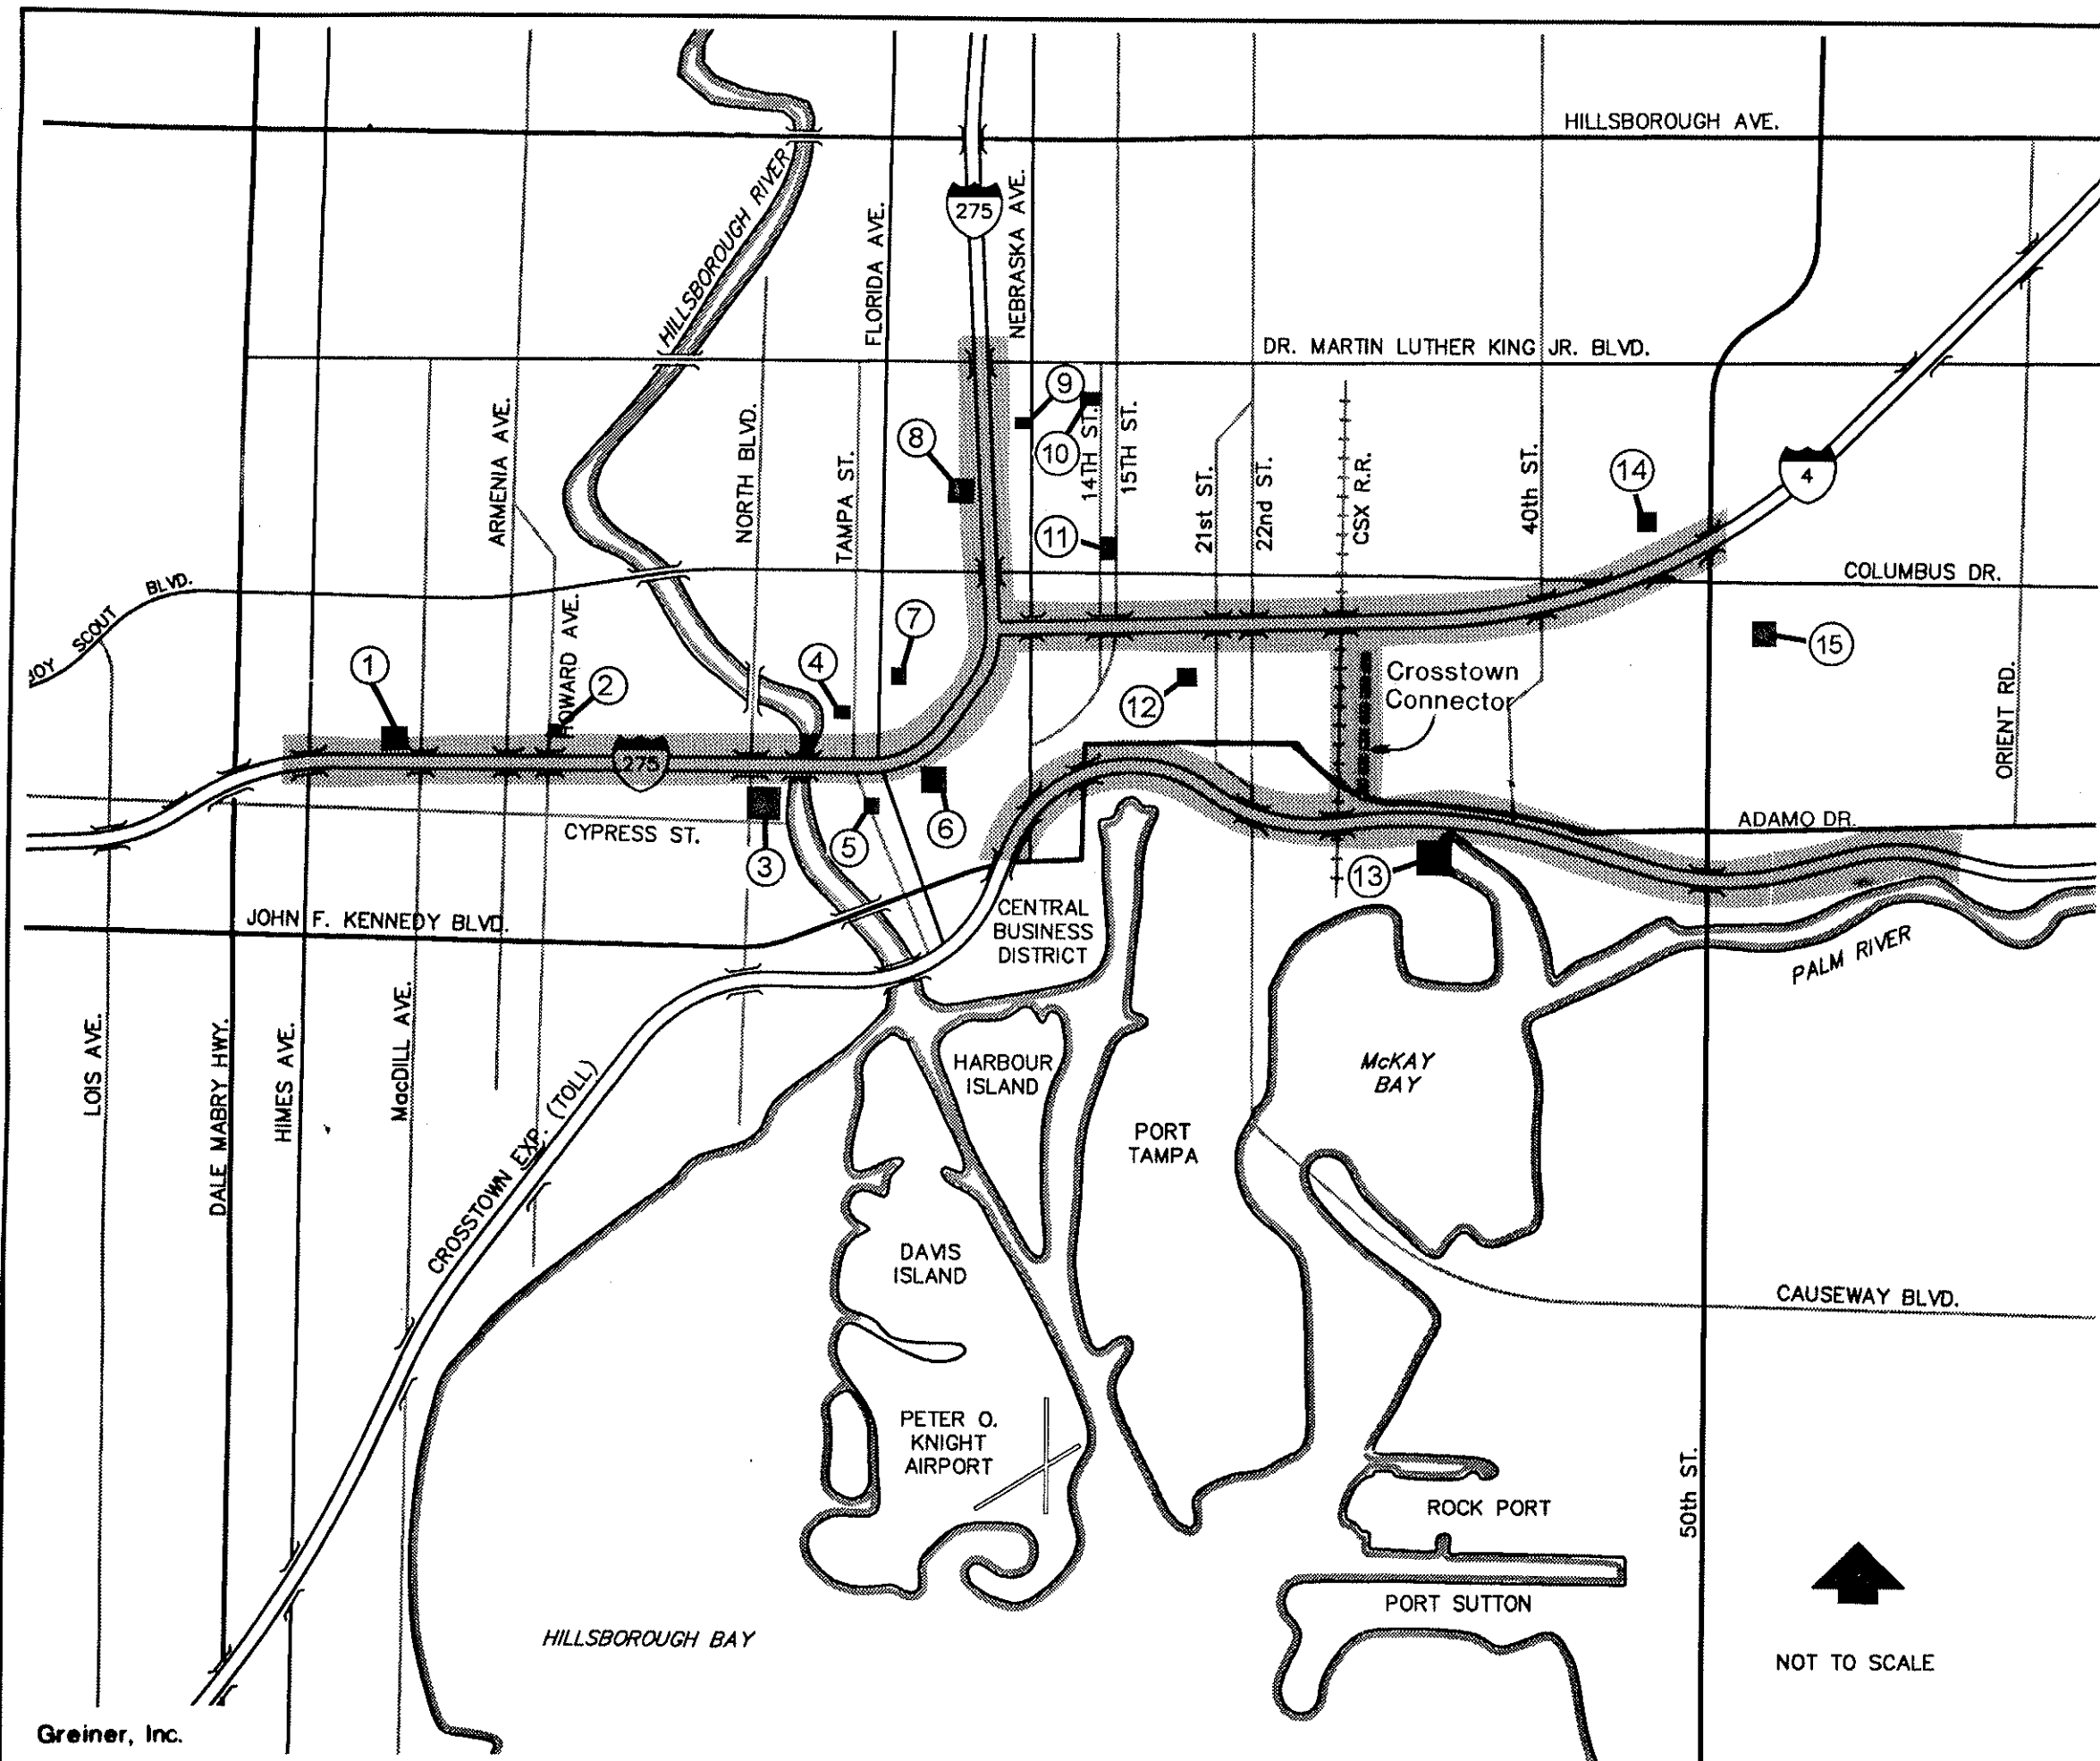 HILLSBOROUGH AVE.
HILLSBOROUGH RIVER
FLORIDA AVE.
275
NEBRASKA AVE.
DR. MARTIN LUTHER KING JR. BLVD.
ARMENIA AVE.
NORTH BLVD.
TAMPA ST.
8
9
10
14TH ST.
15TH ST.
11
21st ST.
22nd ST.
CSX R.R.
40th ST.
14
4
COLUMBUS DR.
SCOUT
BLVD.
HOWARD AVE.
1
2
4
7
12
Crosstown
Connector
15
ORIENT RD.
275
CYPRESS ST.
3
5
6
13
ADAMO DR.
JOHN F. KENNEDY BLVD.
CENTRAL
BUSINESS
DISTRICT
PALM RIVER
LOIS AVE.
DALE MABRY HWY.
HIMES AVE.
MacDILL AVE.
CROSSTOWN EXP. (TOLL)
HARBOUR
ISLAND
McKAY
BAY
PORT
TAMPA
DAVIS
ISLAND
CAUSEWAY BLVD.
PETER O.
KNIGHT
AIRPORT
ROCK PORT
50th ST.
PORT SUTTON
HILLSBOROUGH BAY
NOT TO SCALE
Greiner, Inc.